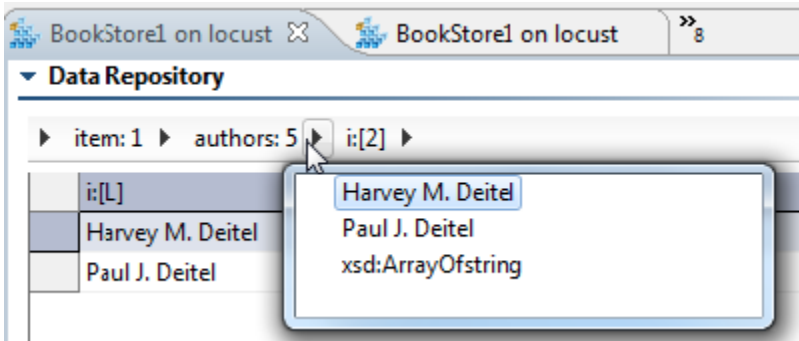 BookStore1 on locust BookStore1 on locust »8
Data Repository
item: 1 authors: 5 i:[2]
i:[L]
Harvey M. Deitel
Paul J. Deitel
Harvey M. Deitel
Paul J. Deitel
xsd:ArrayOfstring